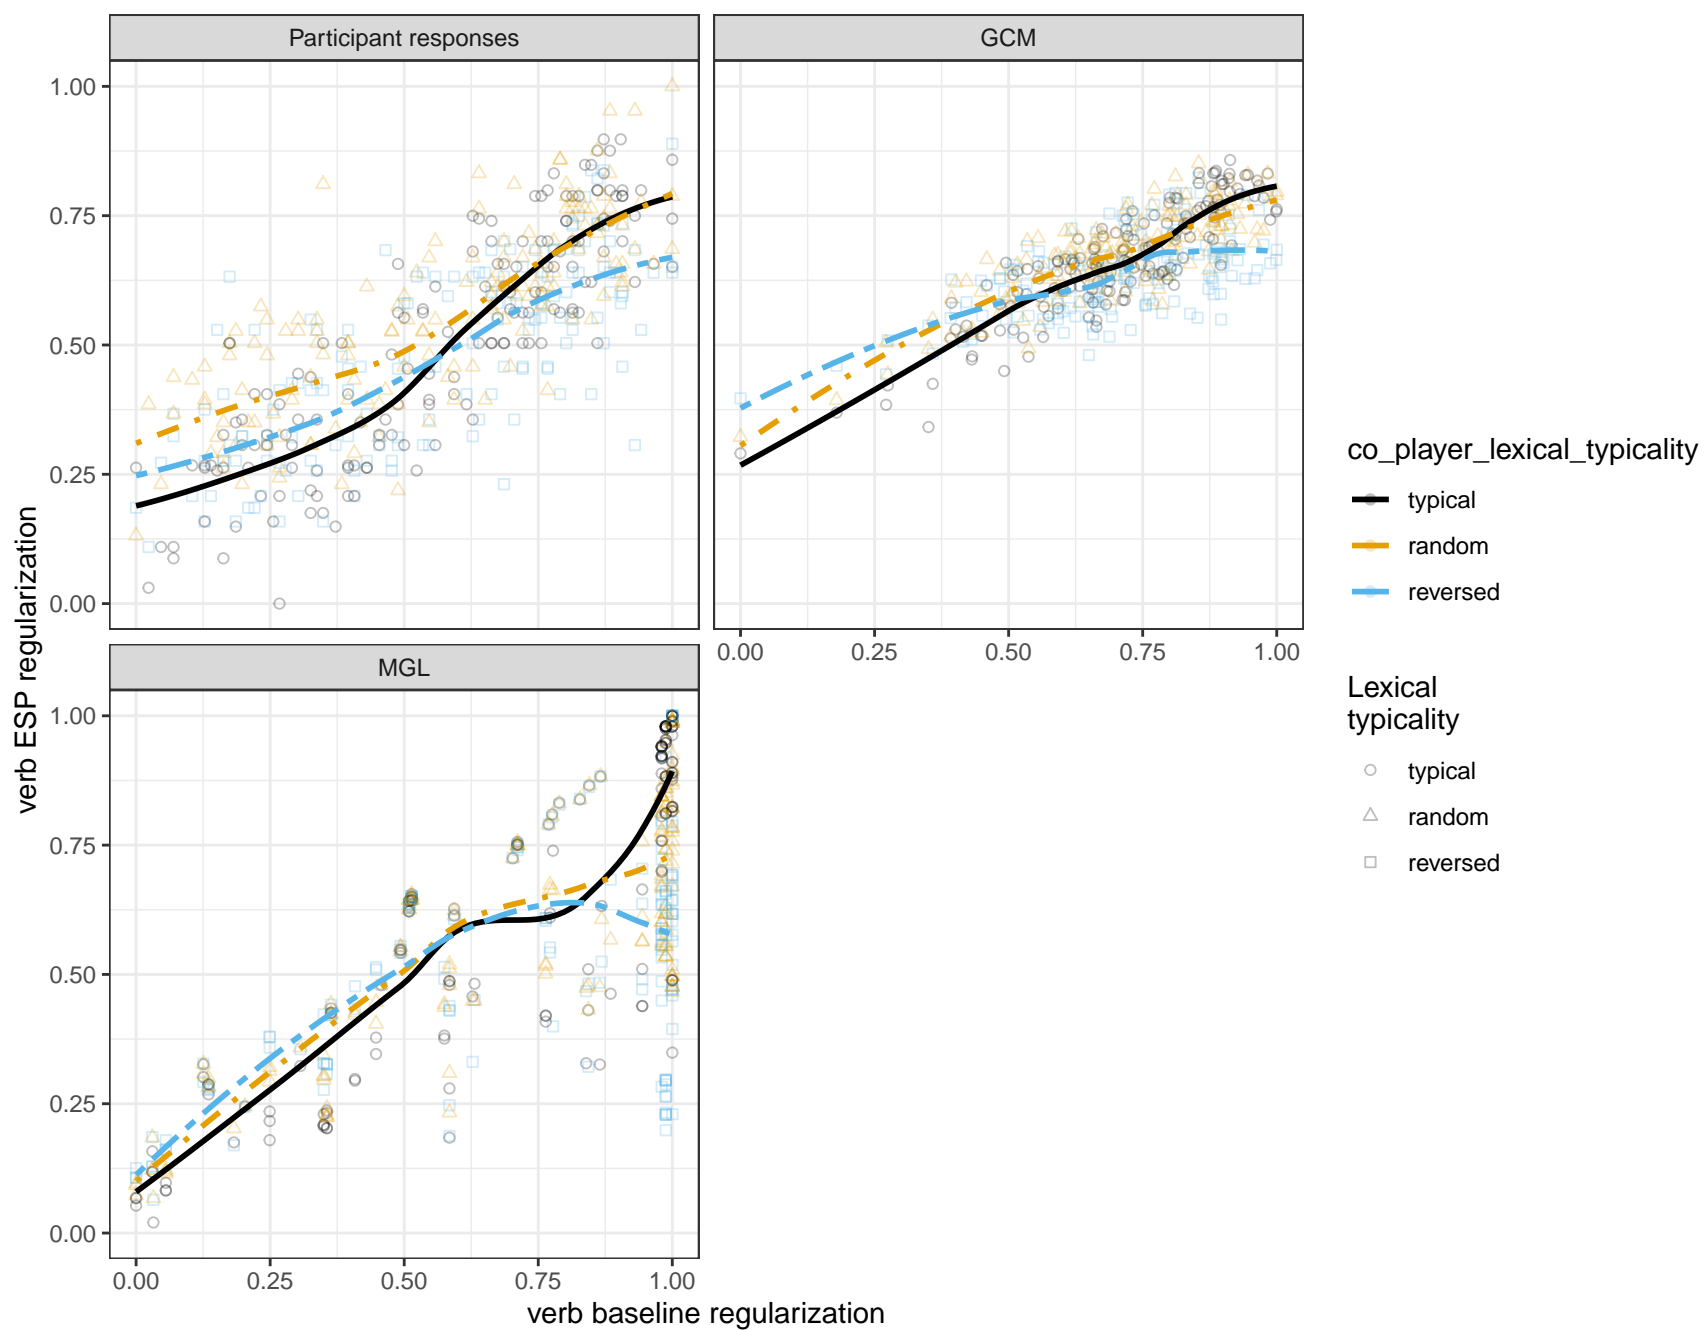 Participant responses
GCM
1.00
0.75
0.50
0.25
0.00
0.00 0.25 0.50 0.75 1.00
MGL
1.00
0.75
0.50
0.25
0.00
0.00 0.25 0.50 0.75 1.00
verb ESP regularization
verb baseline regularization
co_player_lexical_typicality
typical
random
reversed
Lexical
typicality
typical
random
reversed